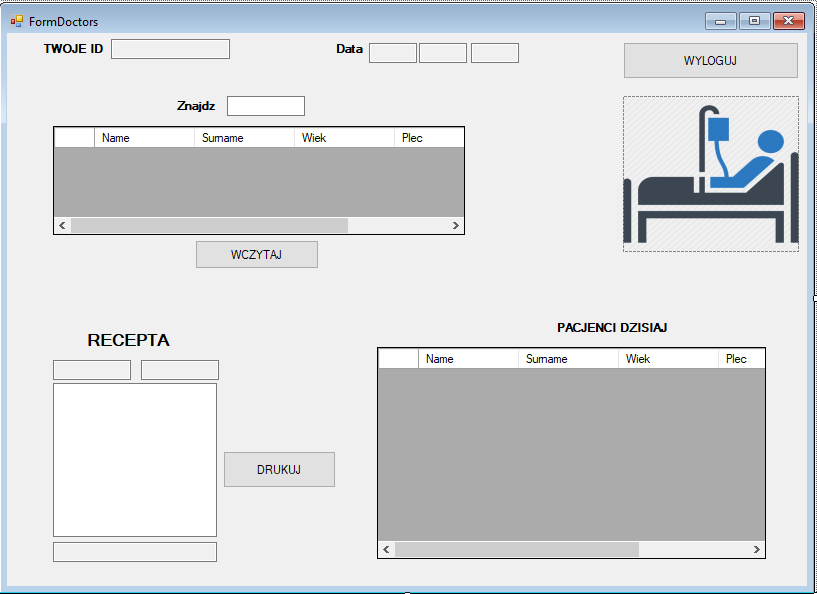 FormDoctors
TWOJE ID
Data
WYLOGUJ
Znajdz
Name Surname Wiek Plec
WCZYTAJ
RECEPTA
PACJENCI DZISIAJ
Name Surname Wiek Plec
DRUKUJ